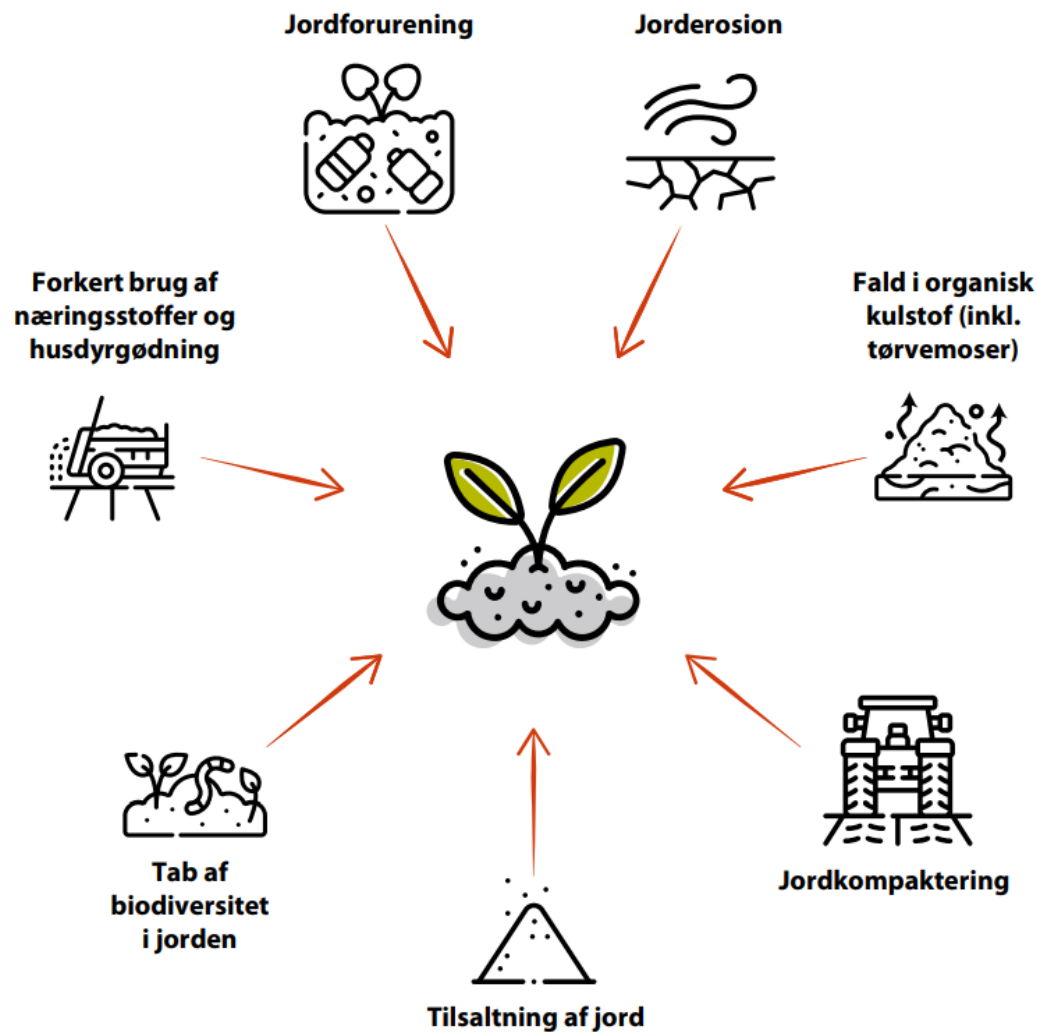 Jordforurening
Jorderosion
Forkert brug af
næringsstoffer og
husdyrgødning
Fald i organisk
kulstof (inkl.
tørvemoser)
Tab af
biodiversitet
i jorden
Jordkompaktering
Tilsaltning af jord